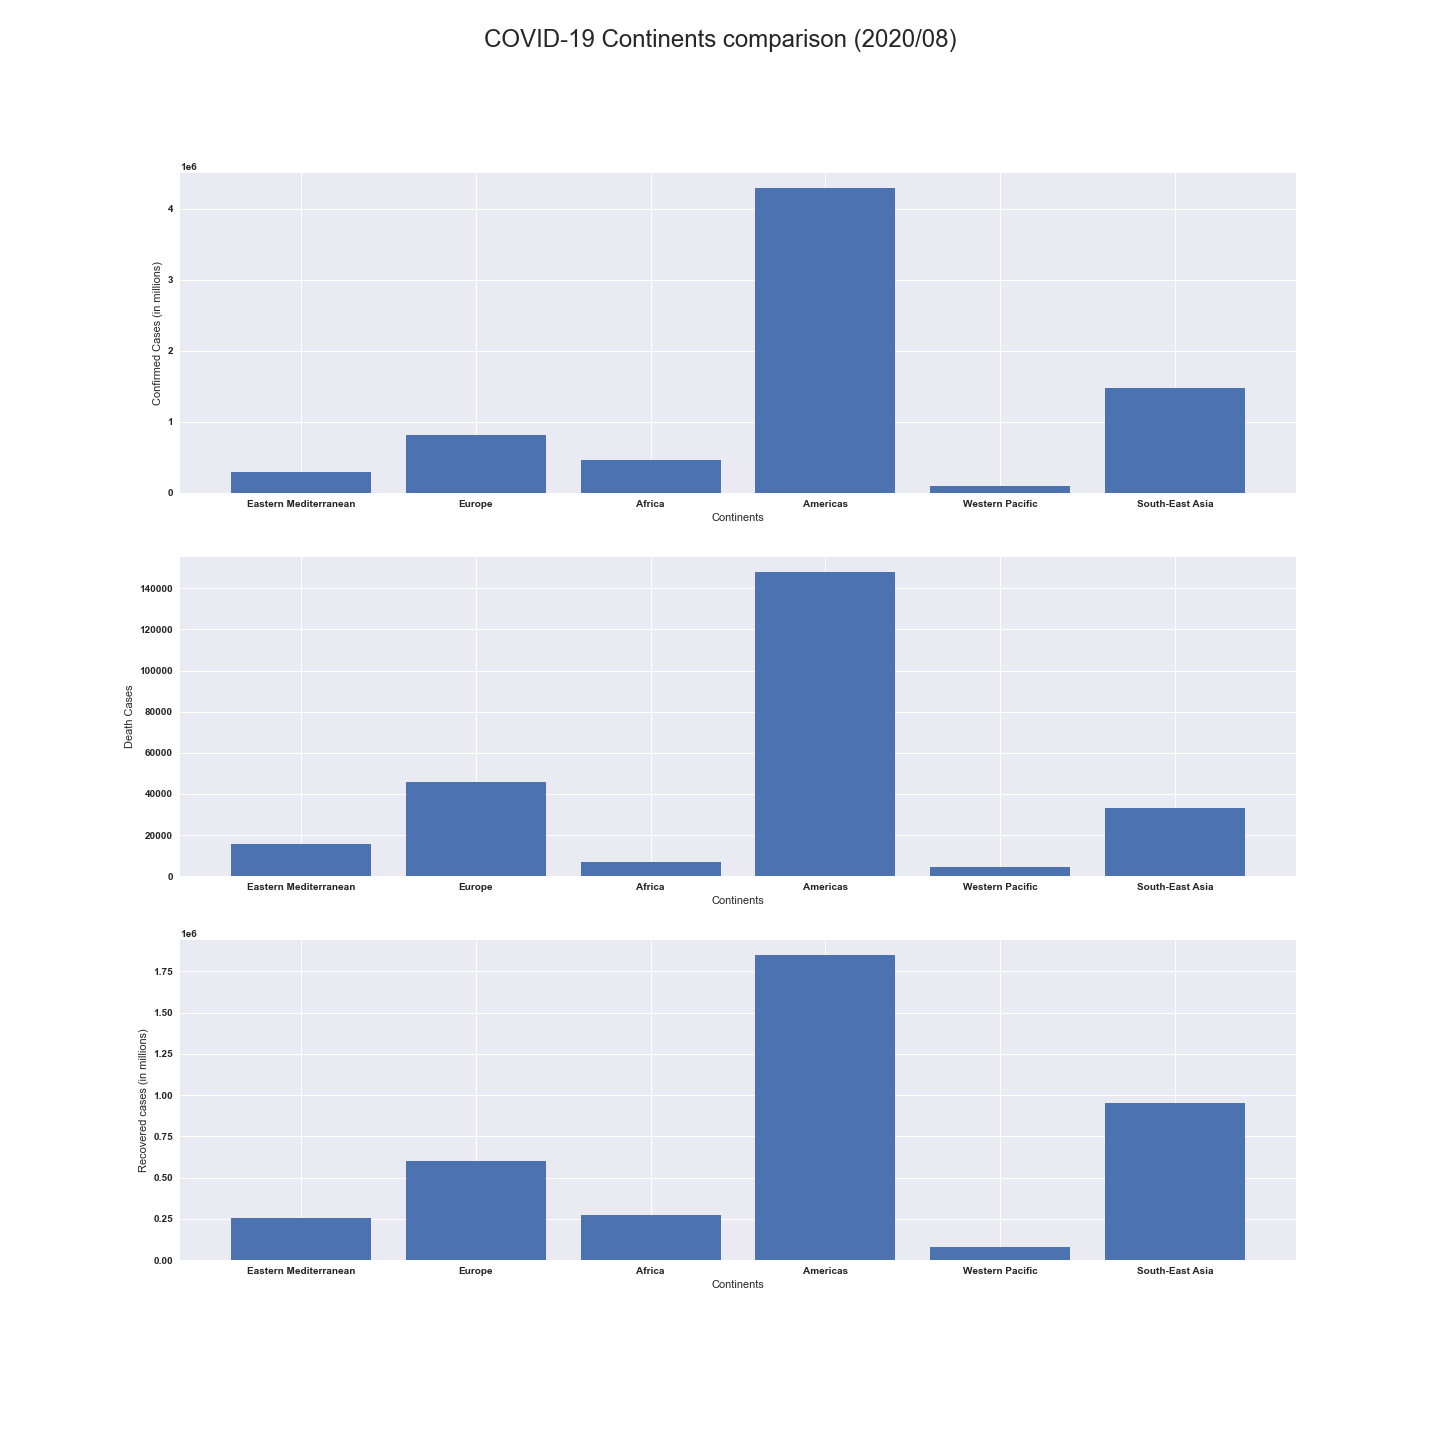 COVID-19 Continents comparison (2020/08)
1e6
4
3
2
1
0
Confirmed Cases (in millions)
Eastern Mediterranean Europe Africa Americas Western Pacific South-East Asia
Continents
140000
120000
100000
80000
60000
40000
20000
0
Death Cases
Eastern Mediterranean Europe Africa Americas Western Pacific South-East Asia
Continents
1e6
1.75
1.50
1.25
1.00
0.75
0.50
0.25
0.00
Recovered cases (in millions)
Eastern Mediterranean Europe Africa Americas Western Pacific South-East Asia
Continents